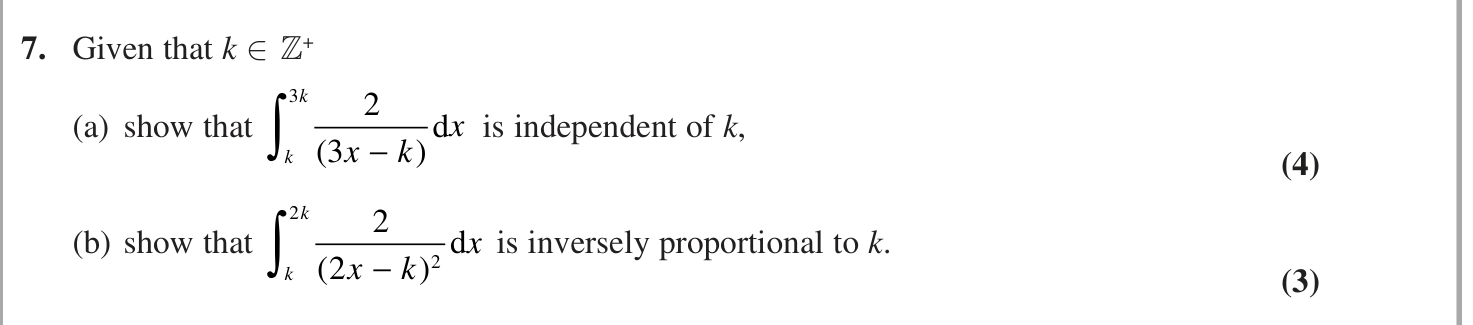 7. Given that k ∈ ℤ⁺
(a) show that ∫ₖ³ᵏ 2/(3x – k) dx is independent of k,
(4)
(b) show that ∫ₖ²ᵏ 2/(2x – k)² dx is inversely proportional to k.
(3)